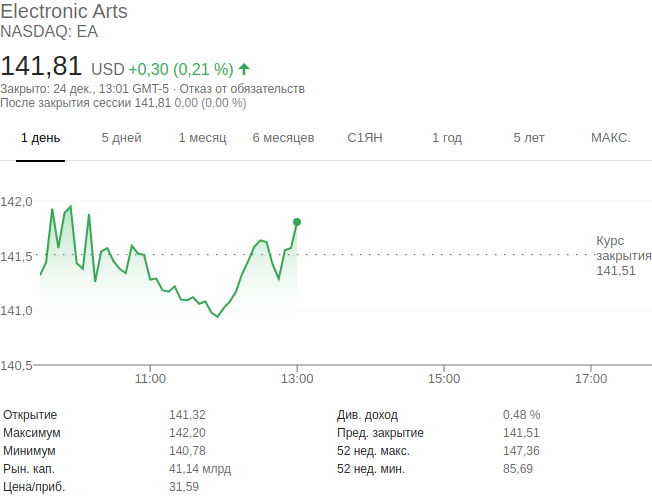 Electronic Arts
NASDAQ: EA
141,81 USD +0,30 (0,21 %)
Закрыто: 24 дек., 13:01 GMT-5 · Отказ от обязательств
После закрытия сессии 141,81 0,00 (0,00 %)
1 день 5 дней 1 месяц 6 месяцев С1ЯН 1 год 5 лет МАКС.
142,0
Курс
141,5 закрытия
141,51
141,0
140,5
11:00 13:00 15:00 17:00
Открытие 141,32 Див. доход 0,48 %
Максимум 142,20 Пред. закрытие 141,51
Минимум 140,78 52 нед. макс. 147,36
Рын. кап. 41,14 млрд 52 нед. мин. 85,69
Цена/приб. 31,59